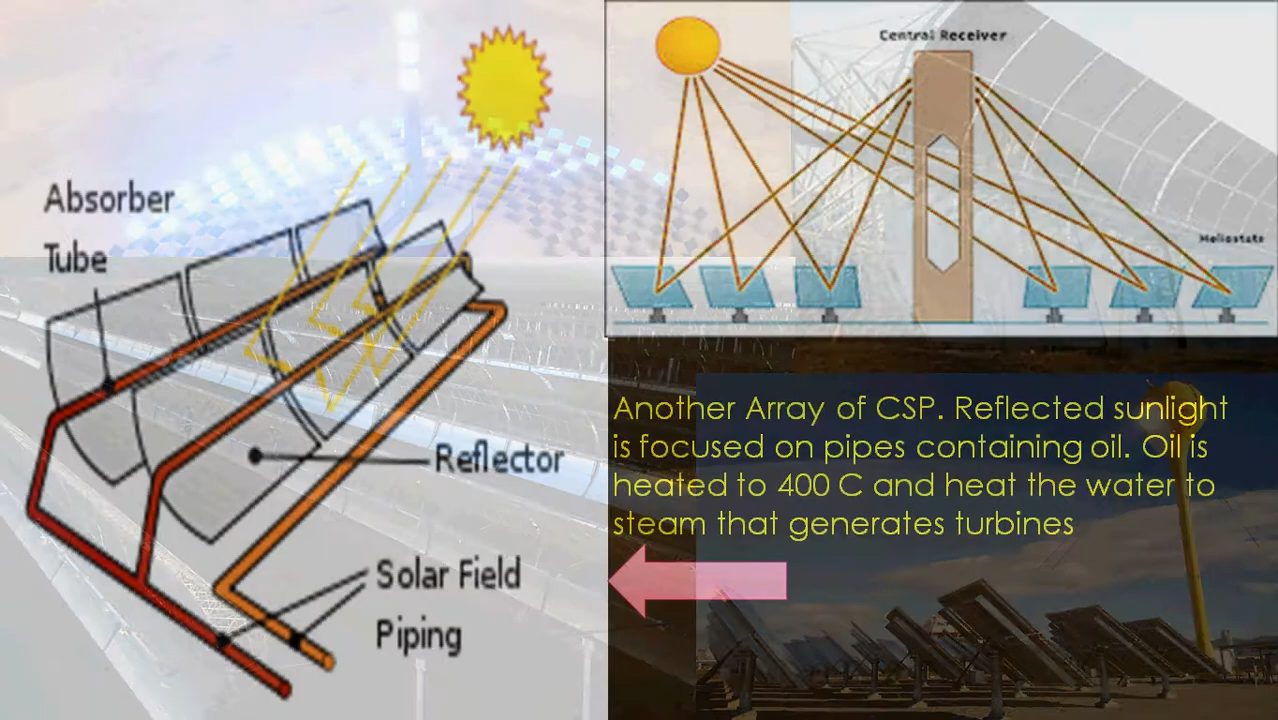 Absorber
Tube
Reflector
Solar Field
Piping
Central Receiver
Heliostats
Another Array of CSP. Reflected sunlight
is focused on pipes containing oil. Oil is
heated to 400 C and heat the water to
steam that generates turbines